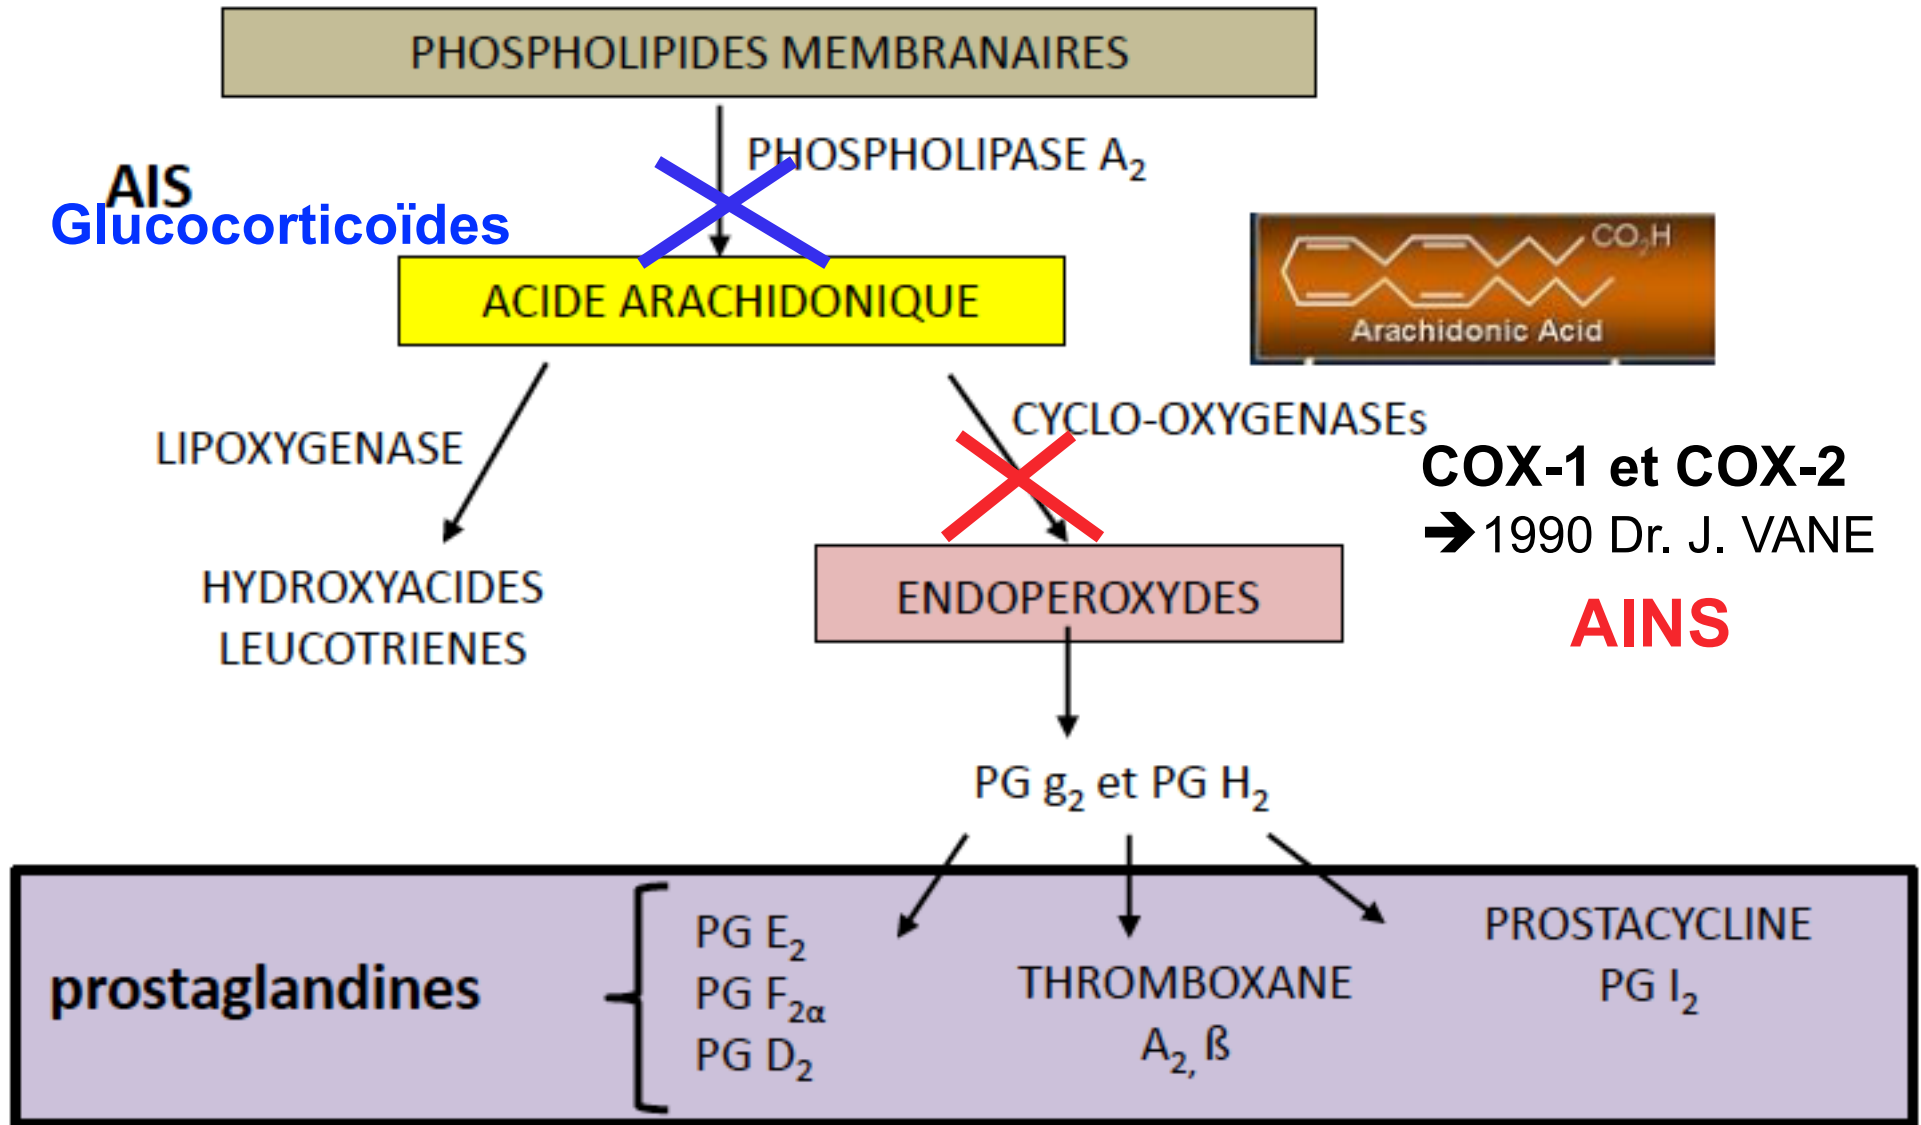 PHOSPHOLIPIDES MEMBRANAIRES
PHOSPHOLIPASE A₂
AIS
Glucocorticoïdes
CO₂H
Arachidonic Acid
ACIDE ARACHIDONIQUE
LIPOXYGENASE
CYCLO-OXYGENASEs
COX-1 et COX-2
➔1990 Dr. J. VANE
AINS
HYDROXYACIDES
LEUCOTRIENES
ENDOPEROXYDES
PG g₂ et PG H₂
prostaglandines
PG E₂
PG F₂α
PG D₂
THROMBOXANE
A₂, ß
PROSTACYCLINE
PG I₂